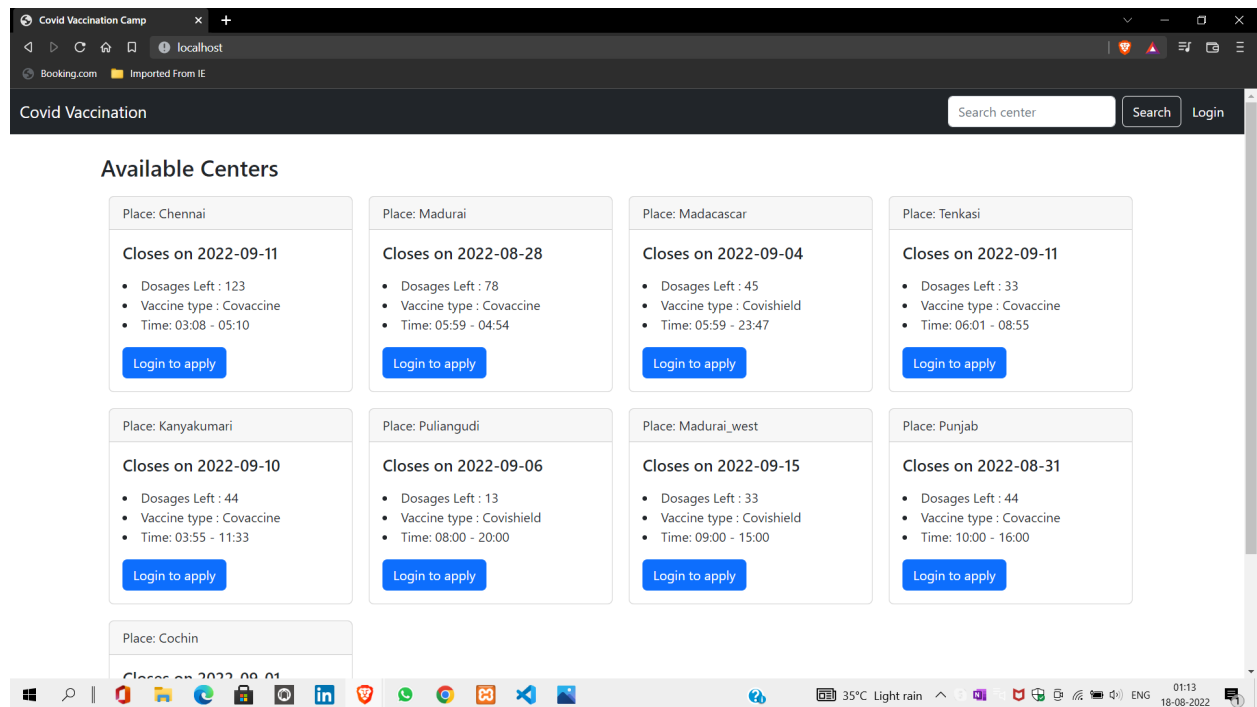 Covid Vaccination Camp
localhost
Booking.com Imported From IE
Covid Vaccination Search center Search Login
Available Centers
Place: Chennai
Closes on 2022-09-11
Dosages Left : 123
Vaccine type : Covaccine
Time: 03:08 - 05:10
Login to apply
Place: Madurai
Closes on 2022-08-28
Dosages Left : 78
Vaccine type : Covaccine
Time: 05:59 - 04:54
Login to apply
Place: Madacascar
Closes on 2022-09-04
Dosages Left : 45
Vaccine type : Covishield
Time: 05:59 - 23:47
Login to apply
Place: Tenkasi
Closes on 2022-09-11
Dosages Left : 33
Vaccine type : Covaccine
Time: 06:01 - 08:55
Login to apply
Place: Kanyakumari
Closes on 2022-09-10
Dosages Left : 44
Vaccine type : Covaccine
Time: 03:55 - 11:33
Login to apply
Place: Puliangudi
Closes on 2022-09-06
Dosages Left : 13
Vaccine type : Covishield
Time: 08:00 - 20:00
Login to apply
Place: Madurai_west
Closes on 2022-09-15
Dosages Left : 33
Vaccine type : Covishield
Time: 09:00 - 15:00
Login to apply
Place: Punjab
Closes on 2022-08-31
Dosages Left : 44
Vaccine type : Covaccine
Time: 10:00 - 16:00
Login to apply
Place: Cochin
Closes on 2022-09-01
35°C Light rain ENG
01:13
18-08-2022